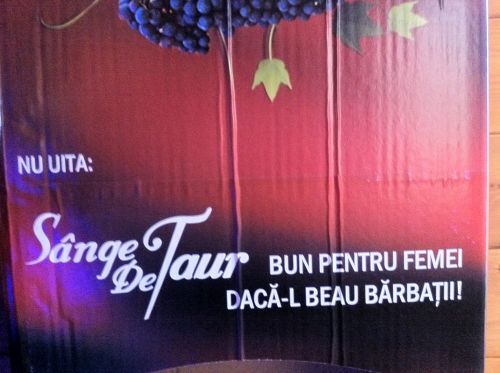 NU UITA:
Sânge
De Taur
BUN PENTRU FEMEI
DACĂ-L BEAU BĂRBAȚII!